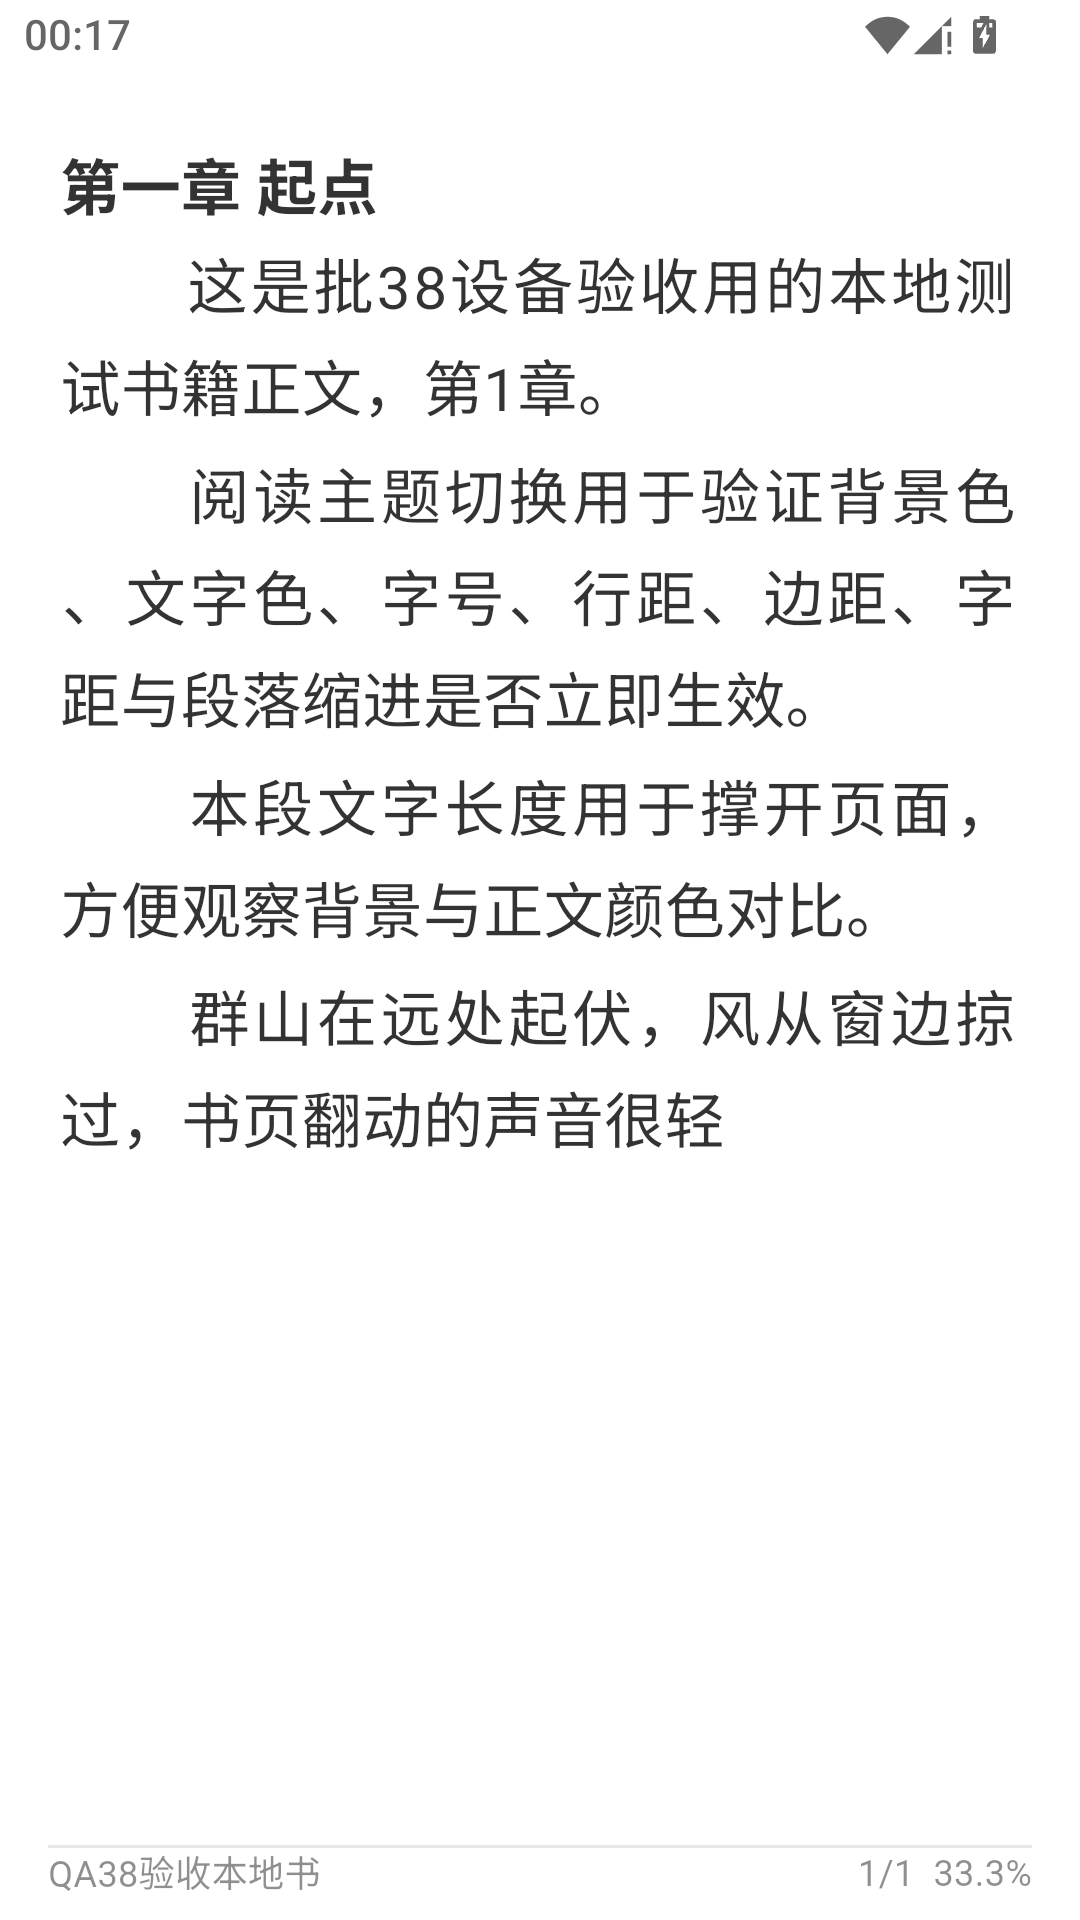 00:17
第一章 起点
这是批38设备验收用的本地测
试书籍正文，第1章。
阅读主题切换用于验证背景色
、文字色、字号、行距、边距、字
距与段落缩进是否立即生效。
本段文字长度用于撑开页面，
方便观察背景与正文颜色对比。
群山在远处起伏，风从窗边掠
过，书页翻动的声音很轻
QA38验收本地书
1/1 33.3%